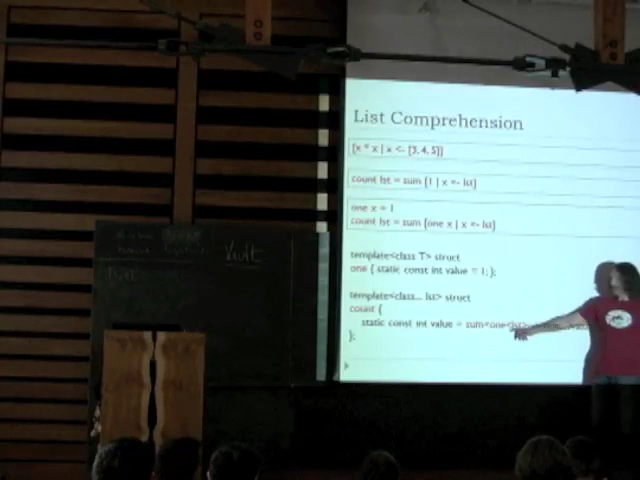 List Comprehension
[x * x | x <- [3, 4, 5]]
count lst = sum [1 | x <- lst]
one x = 1
count lst = sum [one x | x <- lst]
template<class T> struct
one { static const int value = 1; };
template<class... lst> struct
count {
static const int value = sum<one<lst>
};
Vault